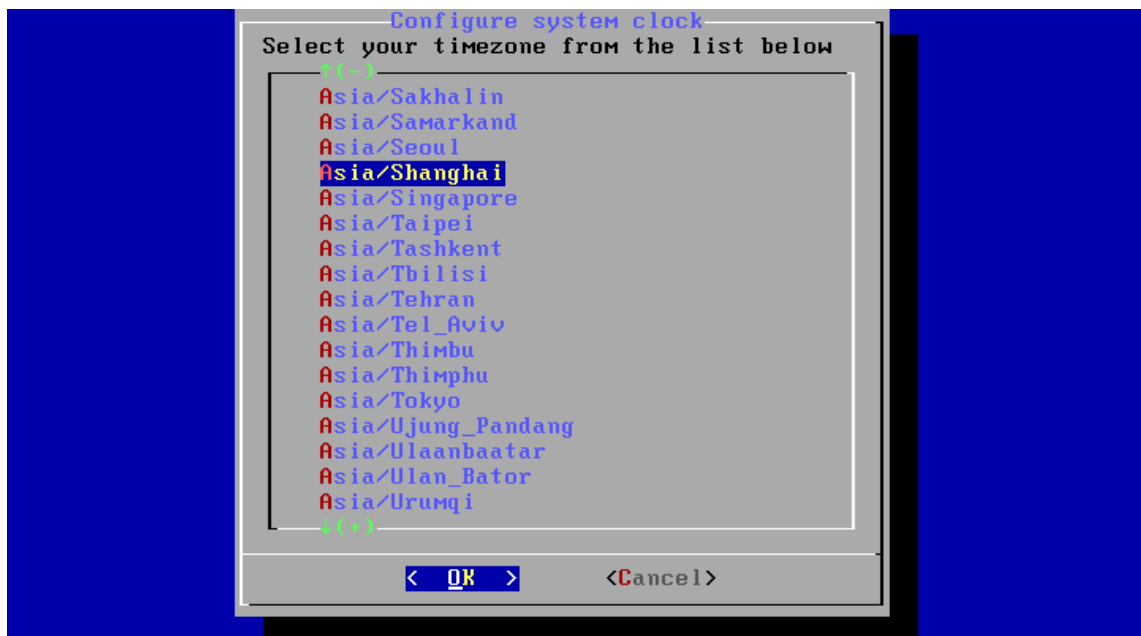 Configure system clock
Select your timezone from the list below
↑(-)
Asia/Sakhalin
Asia/Samarkand
Asia/Seoul
Asia/Shanghai
Asia/Singapore
Asia/Taipei
Asia/Tashkent
Asia/Tbilisi
Asia/Tehran
Asia/Tel_Aviv
Asia/Thimbu
Asia/Thimphu
Asia/Tokyo
Asia/Ujung_Pandang
Asia/Ulaanbaatar
Asia/Ulan_Bator
Asia/Urumqi
↓(+)
< OK > <Cancel>